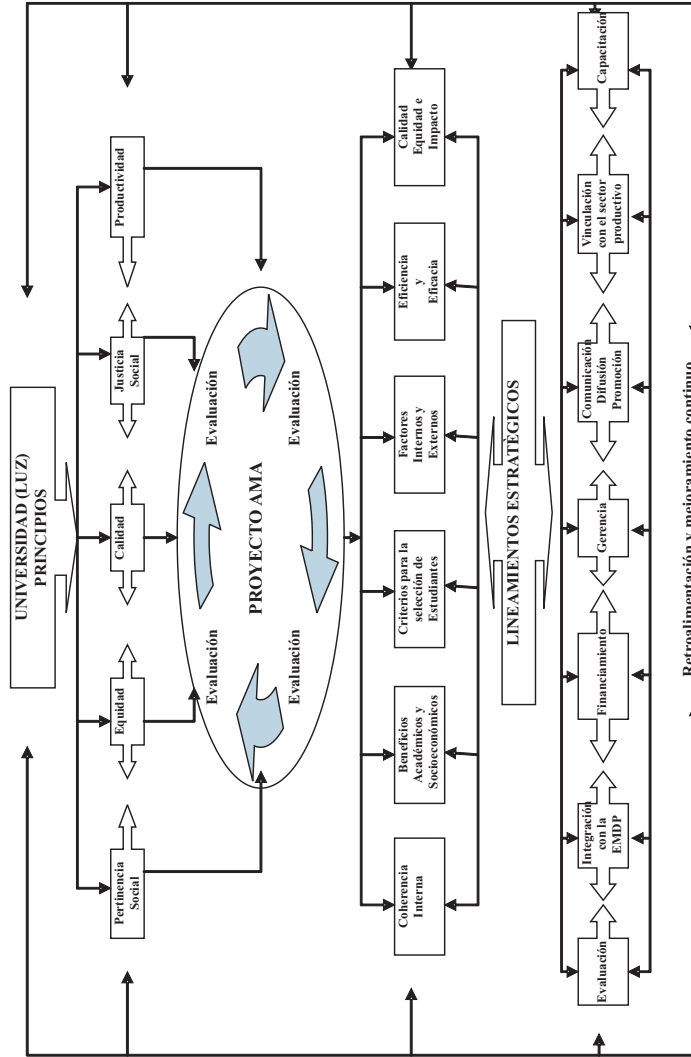 UNIVERSIDAD (LUZ)
PRINCIPIOS
Pertinencia
Social
Equidad
Calidad
Justicia
Social
Productividad
Evaluación
Evaluación
PROYECTO AMA
Evaluación
Evaluación
Coherencia
Interna
Beneficios
Académicos y
Socioeconómicos
Criterios para la
selección de
Estudiantes
Factores
Internos y
Externos
Eficiencia
y
Eficacia
Calidad
Equidad e
Impacto
LINEAMIENTOS ESTRATÈGICOS
Evaluación
Integración
con la
EMDP
Financiamiento
Gerencia
Comunicación
Difusión
Promoción
Vinculación
con el sector
productivo
Capacitación
Retroalimentación y mejoramiento continuo